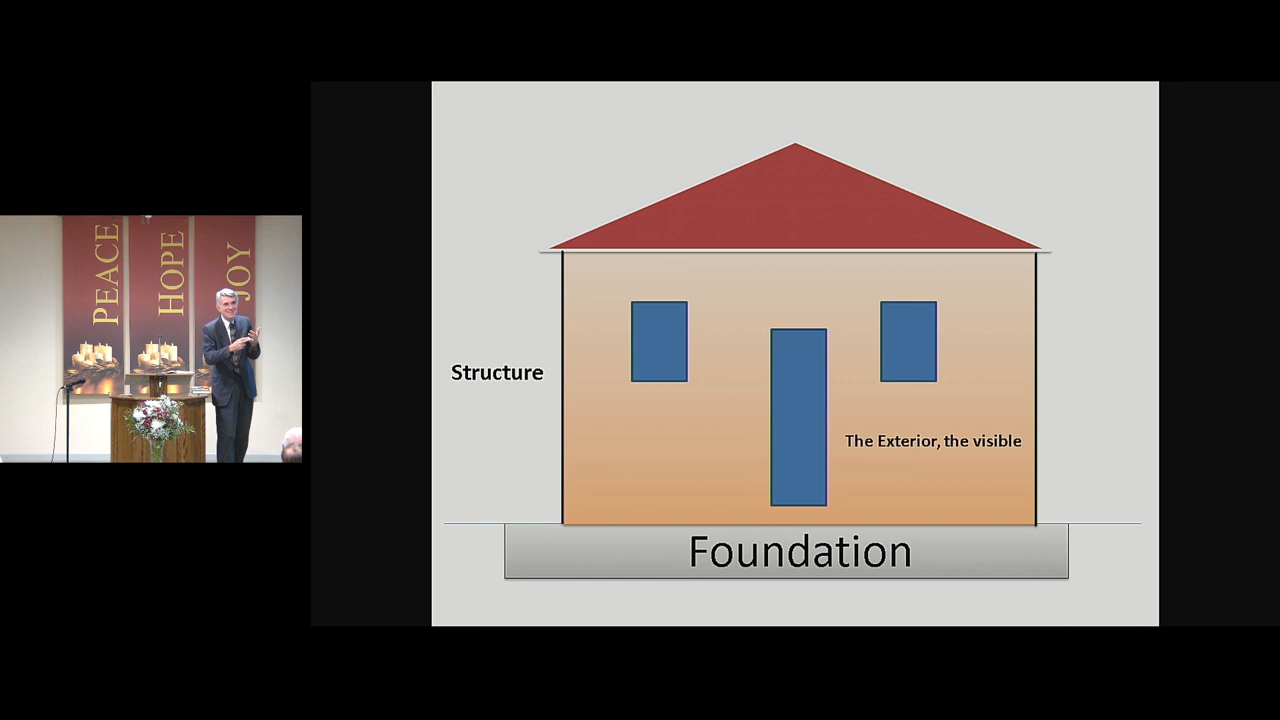 PEACE
HOPE
JOY
Structure
The Exterior, the visible
Foundation